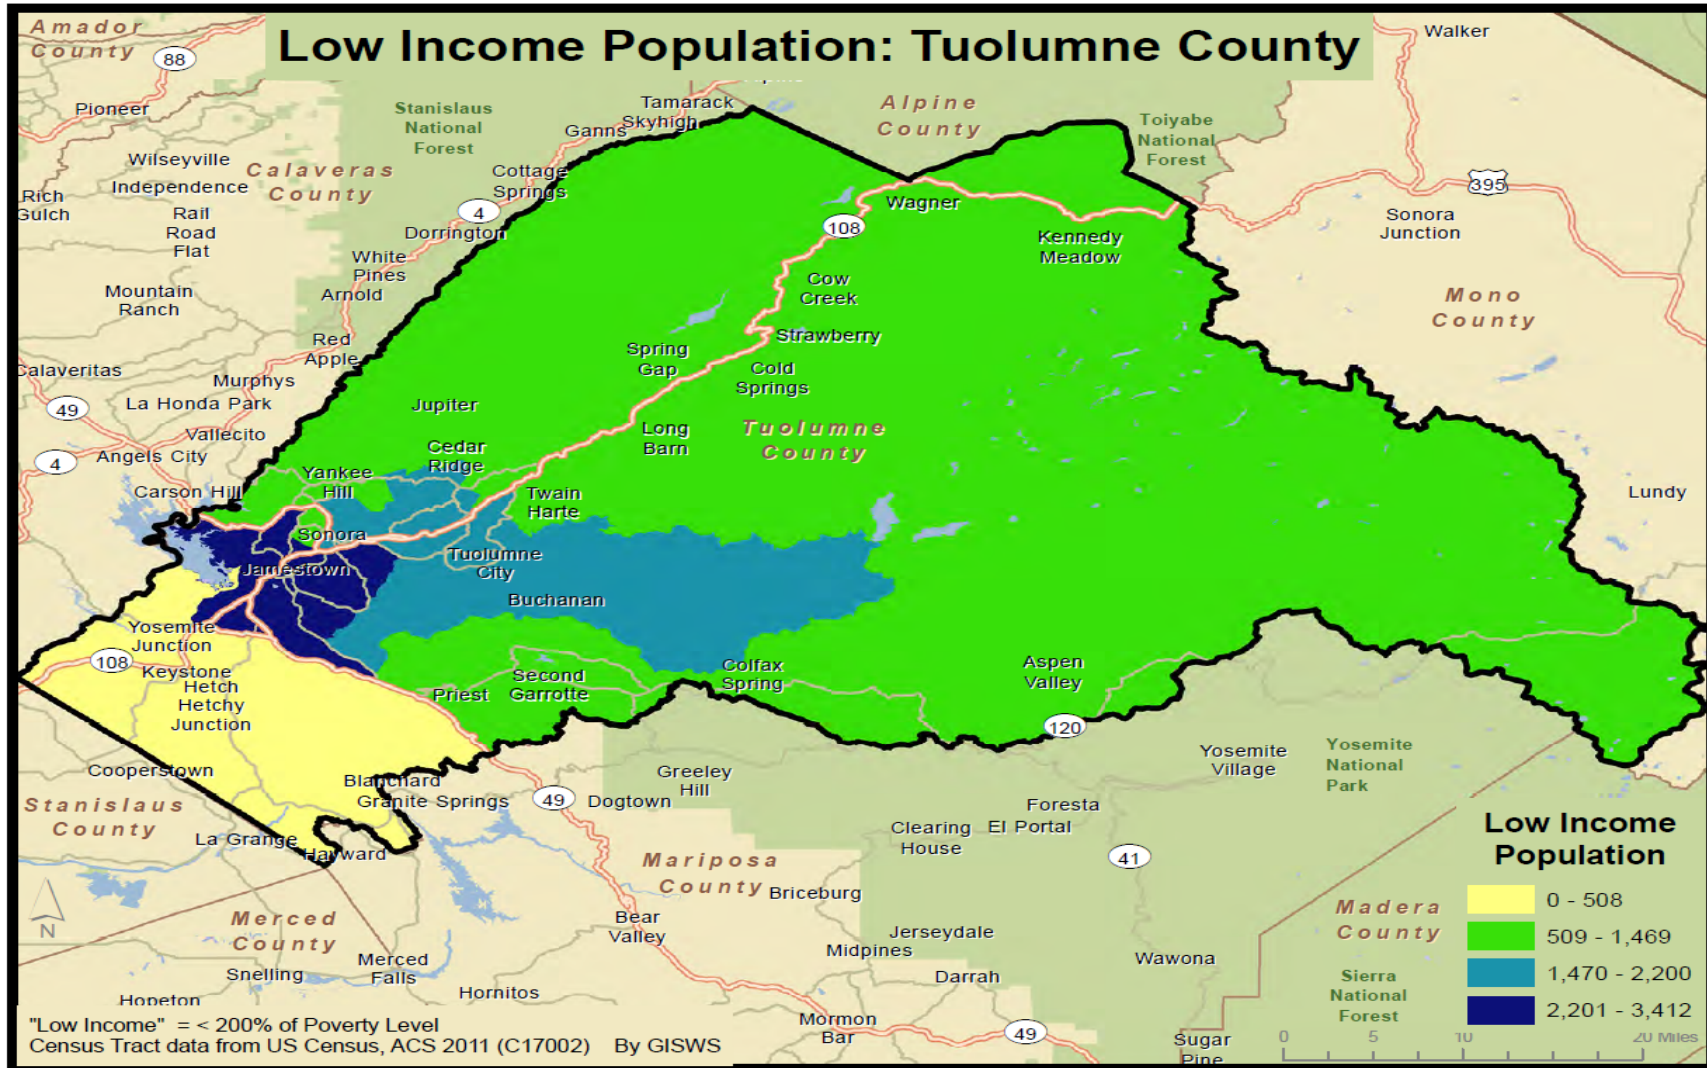 Low Income Population: Tuolumne County
Amador
County
88
Pioneer
Wilseyville
Independence
Calaveras
County
Rich
Gulch
Rail
Road
Flat
Stanislaus
National
Forest
Ganns
Tamarack
Skyhigh
Cottage
Springs
4
Dorrington
White
Pines
Arnold
Mountain
Ranch
Red
Apple
Calaveritas
Murphys
49
La Honda Park
Vallecito
4
Angels City
Carson Hill
Alpine
County
Toiyabe
National
Forest
Walker
395
Sonora
Junction
Mono
County
Lundy
Wagner
108
Kennedy
Meadow
Cow
Creek
Strawberry
Spring
Gap
Cold
Springs
Jupiter
Long
Barn
Tuolumne
County
Cedar
Ridge
Yankee
Hill
Twain
Harte
Sonora
Jamestown
Tuolumne
City
Buchanan
Yosemite
Junction
108
Keystone
Hetch
Hetchy
Junction
Priest
Second
Garrotte
Colfax
Spring
Aspen
Valley
120
Cooperstown
Blanchard
Granite Springs
Stanislaus
County
La Grange
Hayward
49
Dogtown
Greeley
Hill
Yosemite
Village
Yosemite
National
Park
Foresta
El Portal
Clearing
House
41
Mariposa
County
Briceburg
Bear
Valley
Jerseydale
Midpines
Darrah
Wawona
Madera
County
Sierra
National
Forest
Merced
County
Merced
Falls
Snelling
Hopeton
Hornitos
Mormon
Bar
49
Sugar
Pine
N
Low Income
Population
0 - 508
509 - 1,469
1,470 - 2,200
2,201 - 3,412
0 5 10 20 Miles
"Low Income" = < 200% of Poverty Level
Census Tract data from US Census, ACS 2011 (C17002) By GISWS